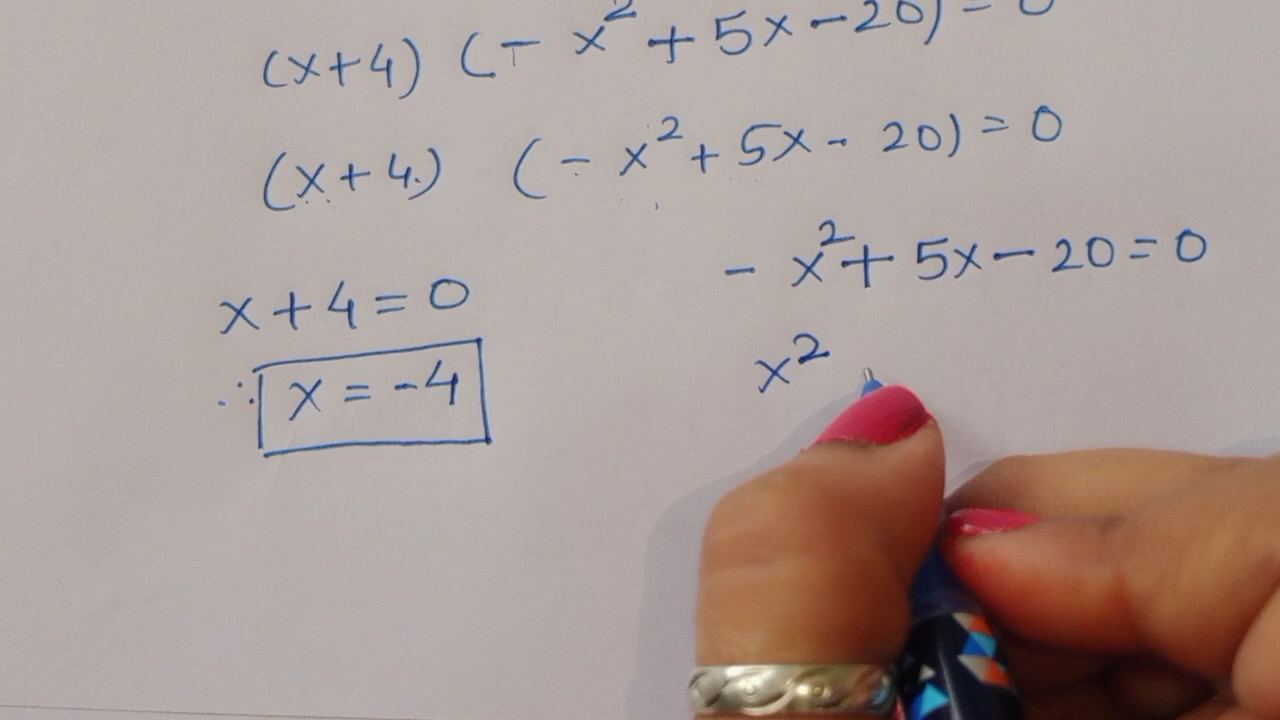 (x+4) (- x² + 5x - 20) = 0
(x+4) (- x² + 5x - 20) = 0
x + 4 = 0
- x² + 5x - 20 = 0
∴ x = -4
x²